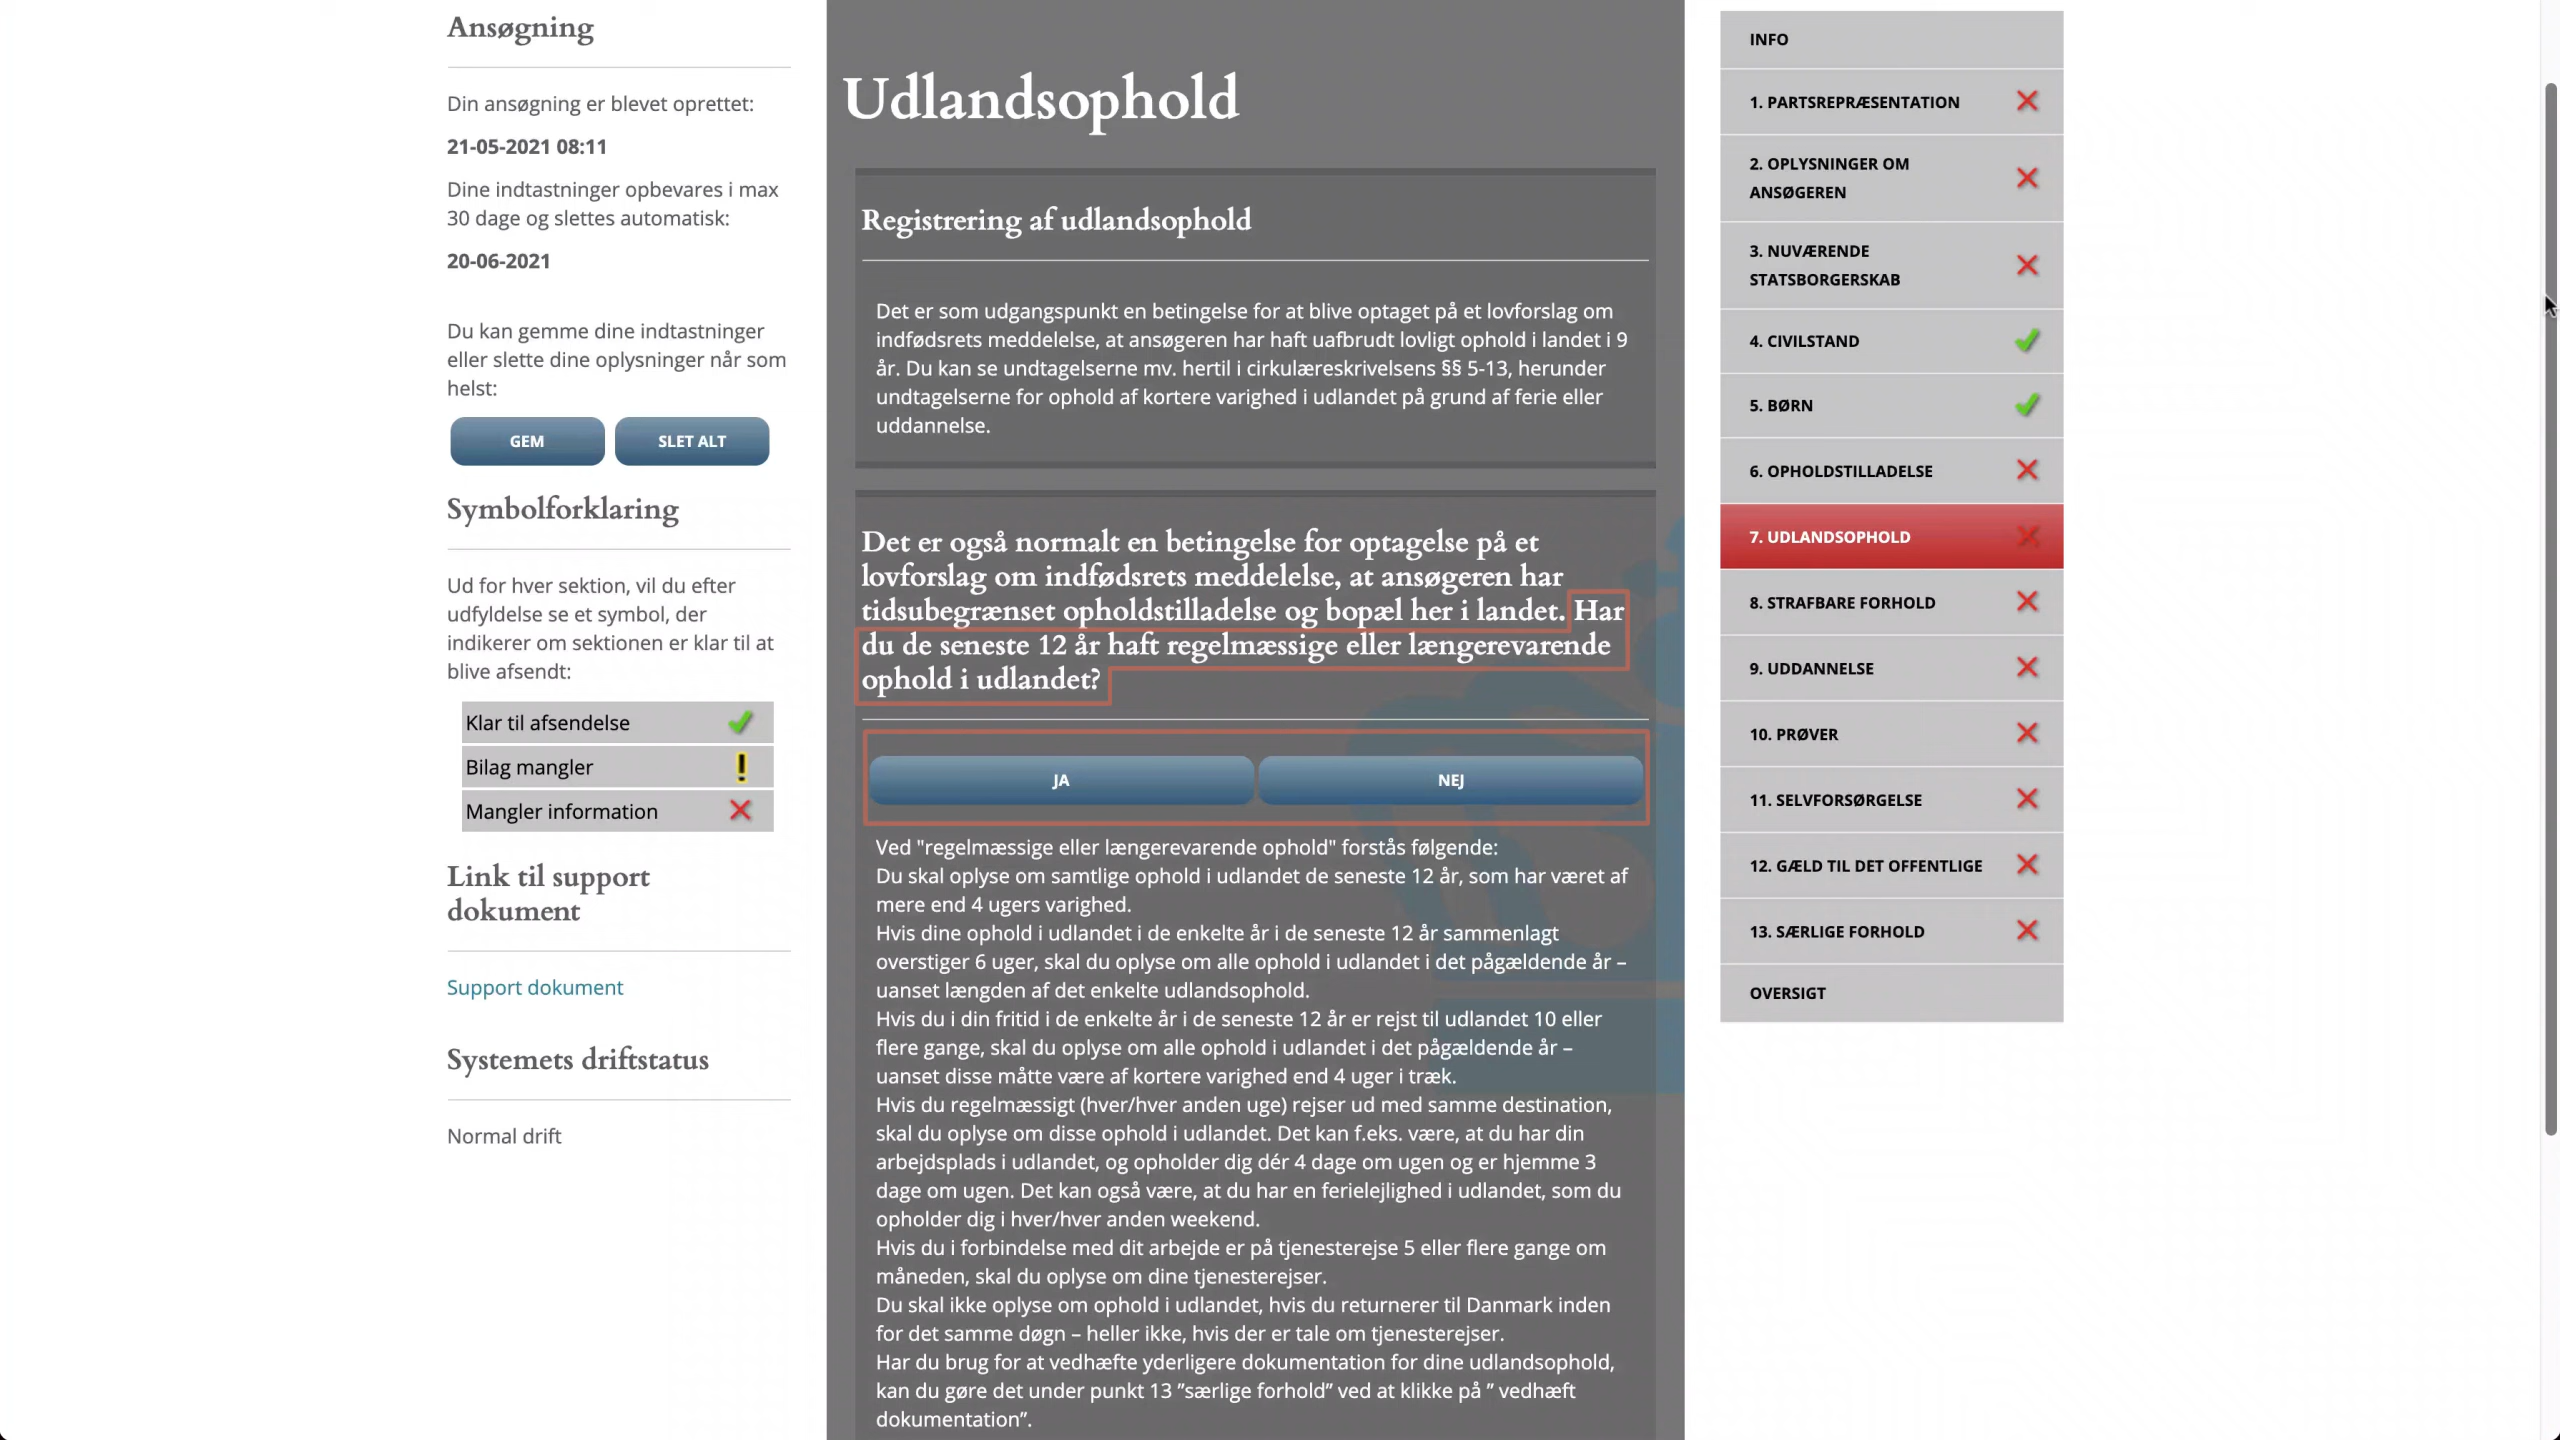 Ansøgning
Din ansøgning er blevet oprettet:
21-05-2021 08:11
Dine indtastninger opbevares i max
30 dage og slettes automatisk:
20-06-2021
Du kan gemme dine indtastninger
eller slette dine oplysninger når som
helst:
GEM
SLET ALT
Symbolforklaring
Ud for hver sektion, vil du efter
udfyldelse se et symbol, der
indikerer om sektionen er klar til at
blive afsendt:
Klar til afsendelse
Bilag mangler
Mangler information
Link til support
dokument
Support dokument
Systemets driftstatus
Normal drift
Udlandsophold
Registrering af udlandsophold
Det er som udgangspunkt en betingelse for at blive optaget på et lovforslag om
indfødsrets meddelelse, at ansøgeren har haft uafbrudt lovligt ophold i landet i 9
år. Du kan se undtagelserne mv. hertil i cirkulæreskrivelsens §§ 5-13, herunder
undtagelserne for ophold af kortere varighed i udlandet på grund af ferie eller
uddannelse.
Det er også normalt en betingelse for optagelse på et
lovforslag om indfødsrets meddelelse, at ansøgeren har
tidsubegrænset opholdstilladelse og bopæl her i landet. Har
du de seneste 12 år haft regelmæssige eller længerevarende
ophold i udlandet?
JA
NEJ
Ved "regelmæssige eller længerevarende ophold" forstås følgende:
Du skal oplyse om samtlige ophold i udlandet de seneste 12 år, som har været af
mere end 4 ugers varighed.
Hvis dine ophold i udlandet i de enkelte år i de seneste 12 år sammenlagt
overstiger 6 uger, skal du oplyse om alle ophold i udlandet i det pågældende år –
uanset længden af det enkelte udlandsophold.
Hvis du i din fritid i de enkelte år i de seneste 12 år er rejst til udlandet 10 eller
flere gange, skal du oplyse om alle ophold i udlandet i det pågældende år –
uanset disse måtte være af kortere varighed end 4 uger i træk.
Hvis du regelmæssigt (hver/hver anden uge) rejser ud med samme destination,
skal du oplyse om disse ophold i udlandet. Det kan f.eks. være, at du har din
arbejdsplads i udlandet, og opholder dig dér 4 dage om ugen og er hjemme 3
dage om ugen. Det kan også være, at du har en ferielejlighed i udlandet, som du
opholder dig i hver/hver anden weekend.
Hvis du i forbindelse med dit arbejde er på tjenesterejse 5 eller flere gange om
måneden, skal du oplyse om dine tjenesterejser.
Du skal ikke oplyse om ophold i udlandet, hvis du returnerer til Danmark inden
for det samme døgn – heller ikke, hvis der er tale om tjenesterejser.
Har du brug for at vedhæfte yderligere dokumentation for dine udlandsophold,
kan du gøre det under punkt 13 ”særlige forhold” ved at klikke på ” vedhæft
dokumentation”.
INFO
1. PARTSREPRÆSENTATION
2. OPLYSNINGER OM
ANSØGEREN
3. NUVÆRENDE
STATSBORGERSKAB
4. CIVILSTAND
5. BØRN
6. OPHOLDSTILLADELSE
7. UDLANDSOPHOLD
8. STRAFBARE FORHOLD
9. UDDANNELSE
10. PRØVER
11. SELVFORSØRGELSE
12. GÆLD TIL DET OFFENTLIGE
13. SÆRLIGE FORHOLD
OVERSIGT